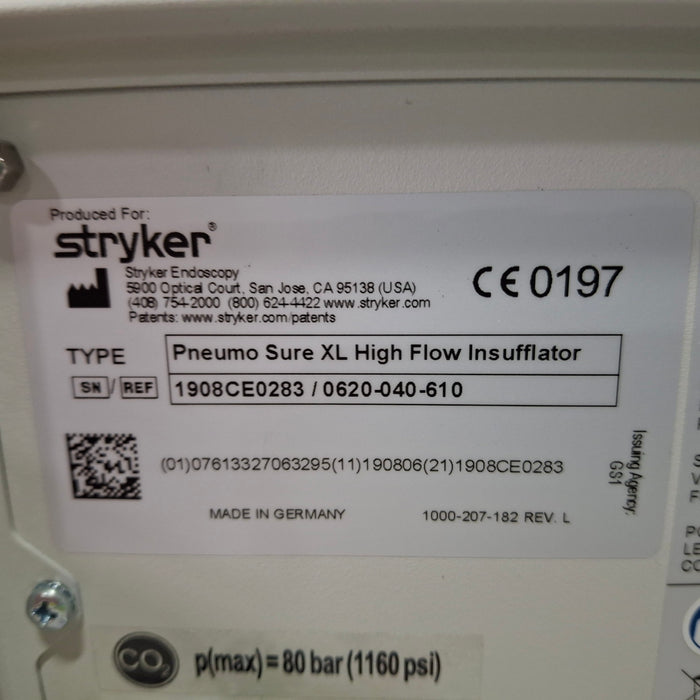 Produced For:
stryker®
Stryker Endoscopy
5900 Optical Court, San Jose, CA 95138 (USA)
(408) 754-2000 (800) 624-4422 www.stryker.com
Patents: www.stryker.com/patents
CE 0197
TYPE Pneumo Sure XL High Flow Insufflator
SN / REF 1908CE0283 / 0620-040-610
(01)07613327063295(11)190806(21)1908CE0283
Issuing Agency:
GS1
MADE IN GERMANY 1000-207-182 REV. L
CO2 p(max) = 80 bar (1160 psi)